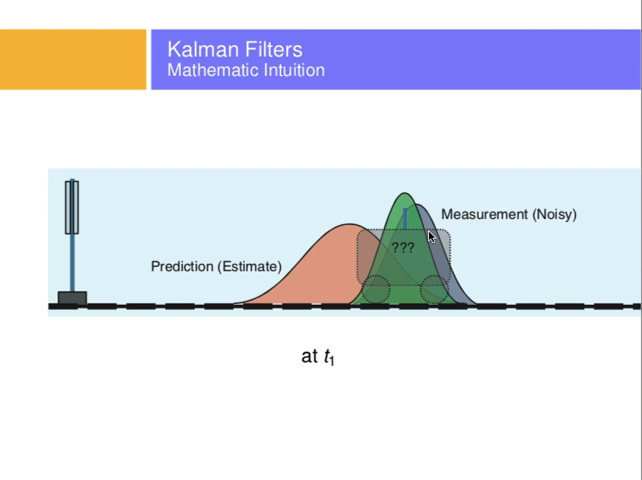 Kalman Filters
Mathematic Intuition
Measurement (Noisy)
???
Prediction (Estimate)
at t₁